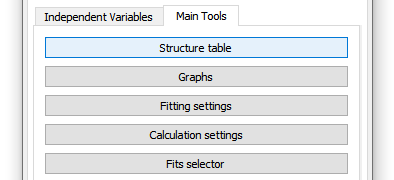 Independent Variables Main Tools
Structure table
Graphs
Fitting settings
Calculation settings
Fits selector